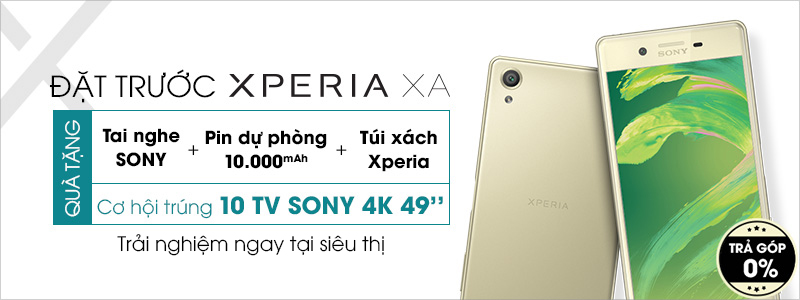 ĐẶT TRƯỚC XPERIA XA
QUÀ TẶNG
Tai nghe SONY + Pin dự phòng 10.000mAh + Túi xách Xperia
Cơ hội trúng 10 TV SONY 4K 49’’
Trải nghiệm ngay tại siêu thị
XPERIA
SONY
TRẢ GÓP
0%